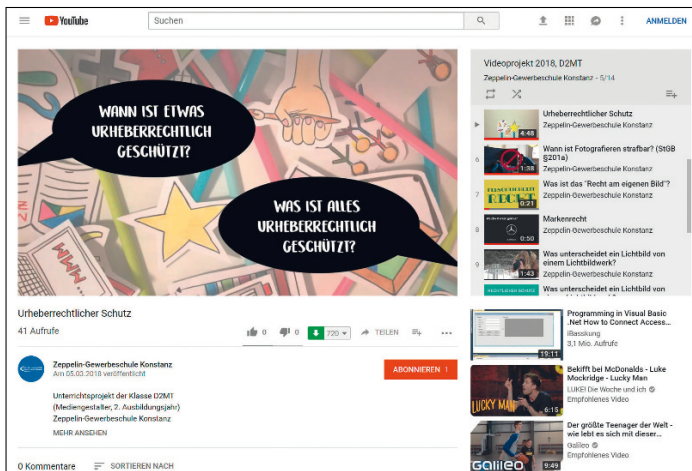 YouTube
Suchen
ANMELDEN
WANN IST ETWAS
URHEBERRECHTLICH
GESCHÜTZT?
WAS IST ALLES
URHEBERRECHTLICH
GESCHÜTZT?
Urheberrechtlicher Schutz
41 Aufrufe
0
0
720
TEILEN
Zeppelin-Gewerbeschule Konstanz
Am 05.03.2018 veröffentlicht
ABONNIEREN 1
Unterrichtsprojekt der Klasse D2MT
(Mediengestalter, 2. Ausbildungsjahr)
Zeppelin-Gewerbeschule Konstanz
MEHR ANSEHEN
0 Kommentare
SORTIEREN NACH
Videoprojekt 2018, D2MT
Zeppelin-Gewerbeschule Konstanz - 5/14
4:48
Urheberrechtlicher Schutz
Zeppelin-Gewerbeschule Konstanz
6
1:38
Wann ist Fotografieren strafbar? (StGB
§201a)
Zeppelin-Gewerbeschule Konstanz
7
RECHT
0:21
Was ist das "Recht am eigenen Bild"?
Zeppelin-Gewerbeschule Konstanz
8
0:50
Markenrecht
Zeppelin-Gewerbeschule Konstanz
9
1:43
Was unterscheidet ein Lichtbild von
einem Lichtbildwerk?
Zeppelin-Gewerbeschule Konstanz
RECHTLICHER SCHUTZ
Was unterscheidet ein Lichtbild von
19:11
Programming in Visual Basic
.Net How to Connect Access...
iBasskung
3,1 Mio. Aufrufe
LUCKY MAN
6:15
Bekifft bei McDonalds - Luke
Mockridge - Lucky Man
LUKE! Die Woche und ich
Empfohlenes Video
Galileo
9:49
Der größte Teenager der Welt -
wie lebt es sich mit dieser...
Galileo
Empfohlenes Video